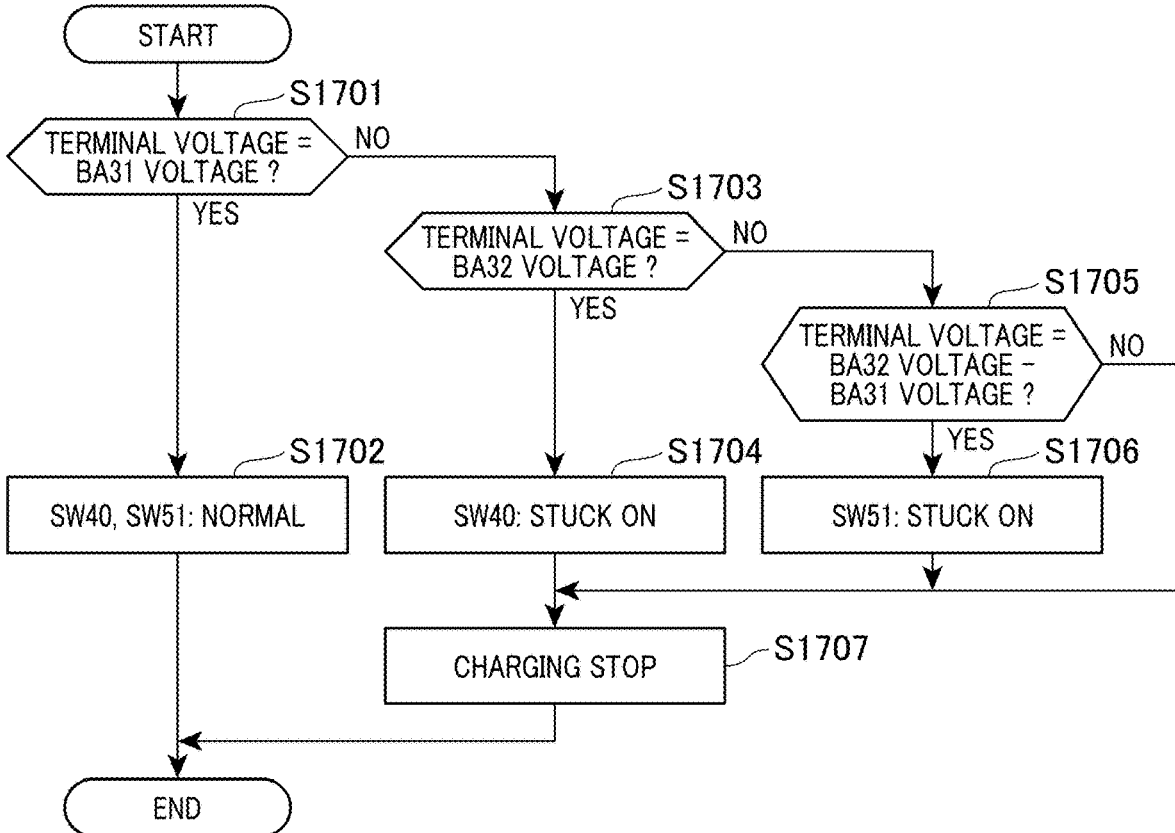 START
S1701
TERMINAL VOLTAGE =
BA31 VOLTAGE ?
NO
YES
S1703
TERMINAL VOLTAGE =
BA32 VOLTAGE ?
NO
YES
S1705
TERMINAL VOLTAGE =
BA32 VOLTAGE –
BA31 VOLTAGE ?
NO
YES
S1702
SW40, SW51: NORMAL
S1704
SW40: STUCK ON
S1706
SW51: STUCK ON
S1707
CHARGING STOP
END